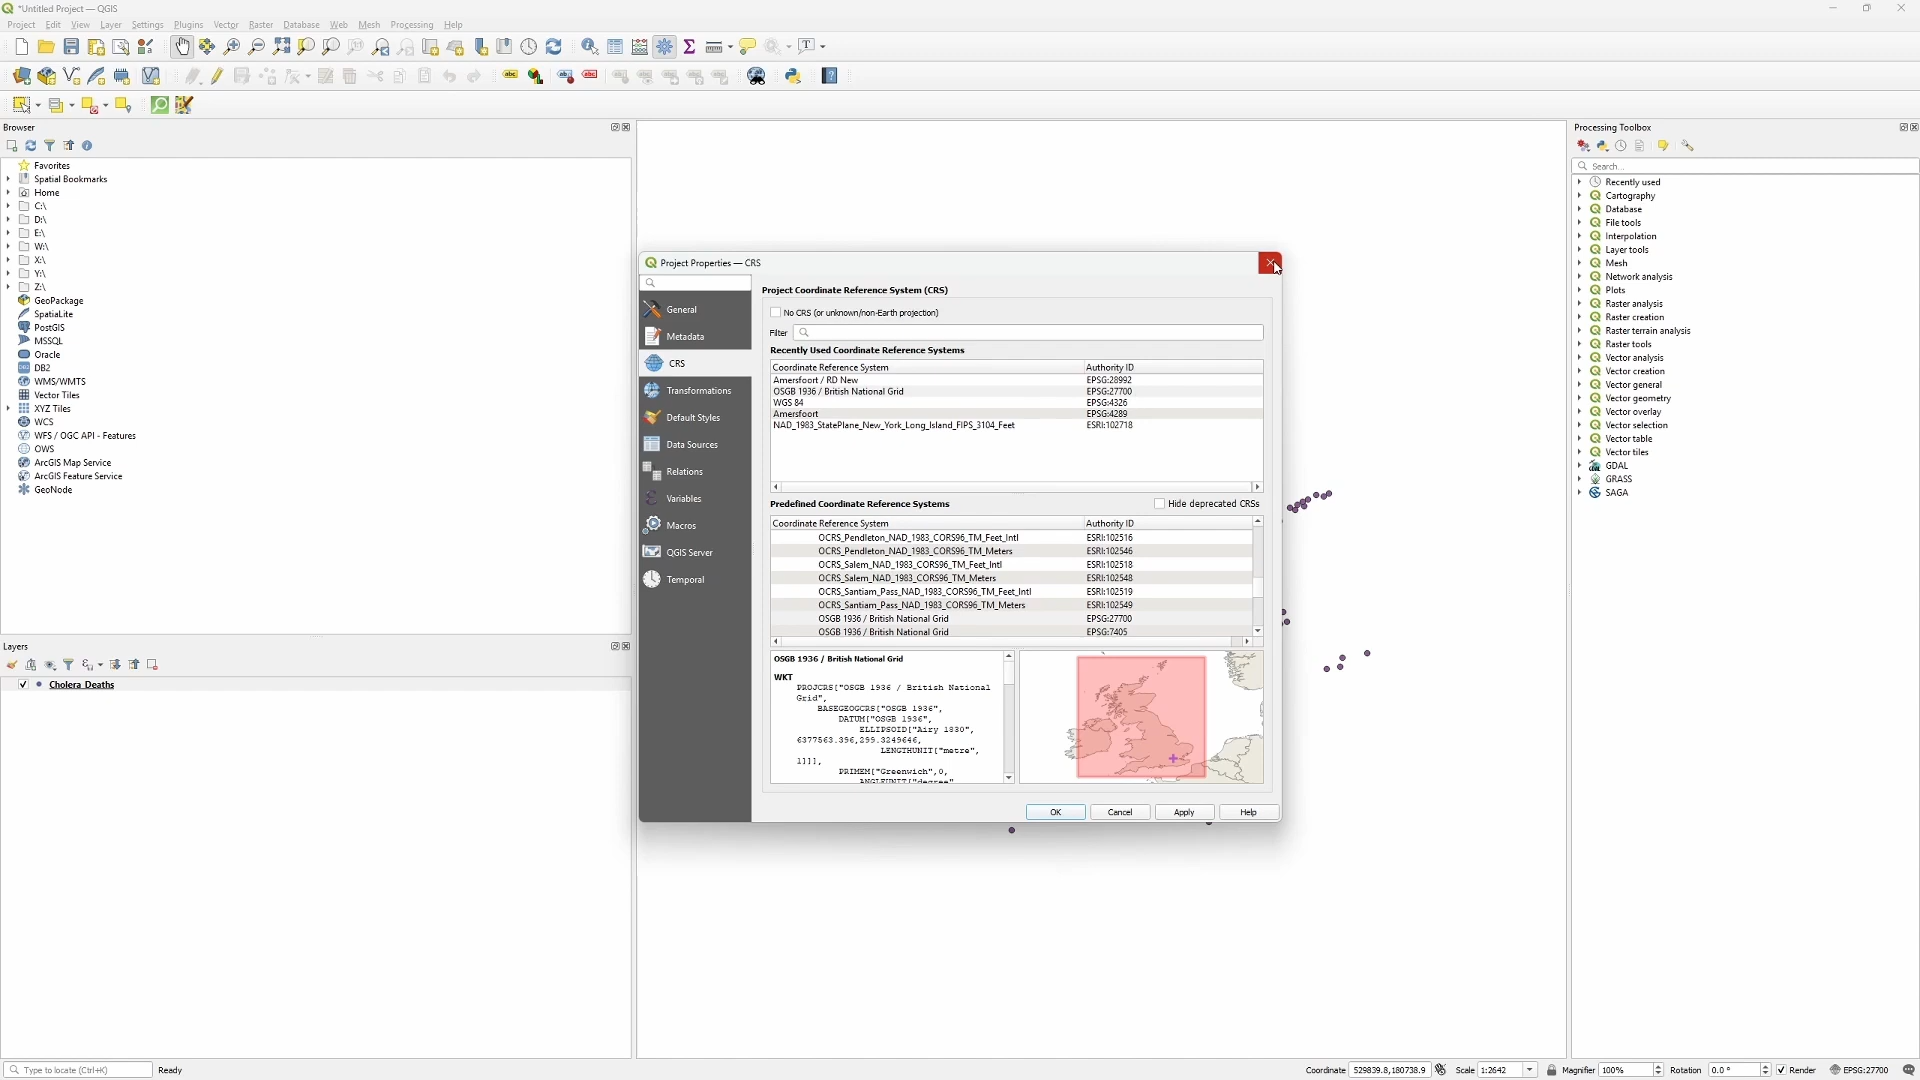 *Untitled Project — QGIS
Project Edit View Layer Settings Plugins Vector Raster Database Web Mesh Processing Help
Browser
Favorites
Spatial Bookmarks
Home
C:\
D:\
E:\
W:\
X:\
Y:\
Z:\
GeoPackage
SpatiaLite
PostGIS
MSSQL
Oracle
DB2
WMS/WMTS
Vector Tiles
XYZ Tiles
WCS
WFS / OGC API - Features
OWS
ArcGIS Map Service
ArcGIS Feature Service
GeoNode
Layers
Cholera_Deaths
Project Properties — CRS
General
Metadata
CRS
Transformations
Default Styles
Data Sources
Relations
Variables
Macros
QGIS Server
Temporal
Project Coordinate Reference System (CRS)
No CRS (or unknown/non-Earth projection)
Filter
Recently Used Coordinate Reference Systems
Coordinate Reference System Authority ID
Amersfoort / RD New EPSG:28992
OSGB 1936 / British National Grid EPSG:27700
WGS 84 EPSG:4326
Amersfoort EPSG:4289
NAD_1983_StatePlane_New_York_Long_Island_FIPS_3104_Feet ESRI:102718
Predefined Coordinate Reference Systems Hide deprecated CRSs
Coordinate Reference System Authority ID
OCRS_Pendleton_NAD_1983_CORS96_TM_Feet_Intl ESRI:102516
OCRS_Pendleton_NAD_1983_CORS96_TM_Meters ESRI:102546
OCRS_Salem_NAD_1983_CORS96_TM_Feet_Intl ESRI:102518
OCRS_Salem_NAD_1983_CORS96_TM_Meters ESRI:102548
OCRS_Santiam_Pass_NAD_1983_CORS96_TM_Feet_Intl ESRI:102519
OCRS_Santiam_Pass_NAD_1983_CORS96_TM_Meters ESRI:102549
OSGB 1936 / British National Grid EPSG:27700
OSGB 1936 / British National Grid EPSG:7405
OSGB 1936 / British National Grid
WKT
PROJCRS["OSGB 1936 / British National
Grid",
BASEGEOGCRS["OSGB 1936",
DATUM["OSGB 1936",
ELLIPSOID["Airy 1830",
6377563.396,299.3249646,
LENGTHUNIT["metre",
1]]],
PRIMEM["Greenwich",0,
ANGLEUNIT["degree"
OK Cancel Apply Help
Processing Toolbox
Search...
Recently used
Cartography
Database
File tools
Interpolation
Layer tools
Mesh
Network analysis
Plots
Raster analysis
Raster creation
Raster terrain analysis
Raster tools
Vector analysis
Vector creation
Vector general
Vector geometry
Vector overlay
Vector selection
Vector table
Vector tiles
GDAL
GRASS
SAGA
Type to locate (Ctrl+K) Ready Coordinate 529839.8,180738.9 Scale 1:2642 Magnifier 100% Rotation 0.0 ° Render EPSG:27700